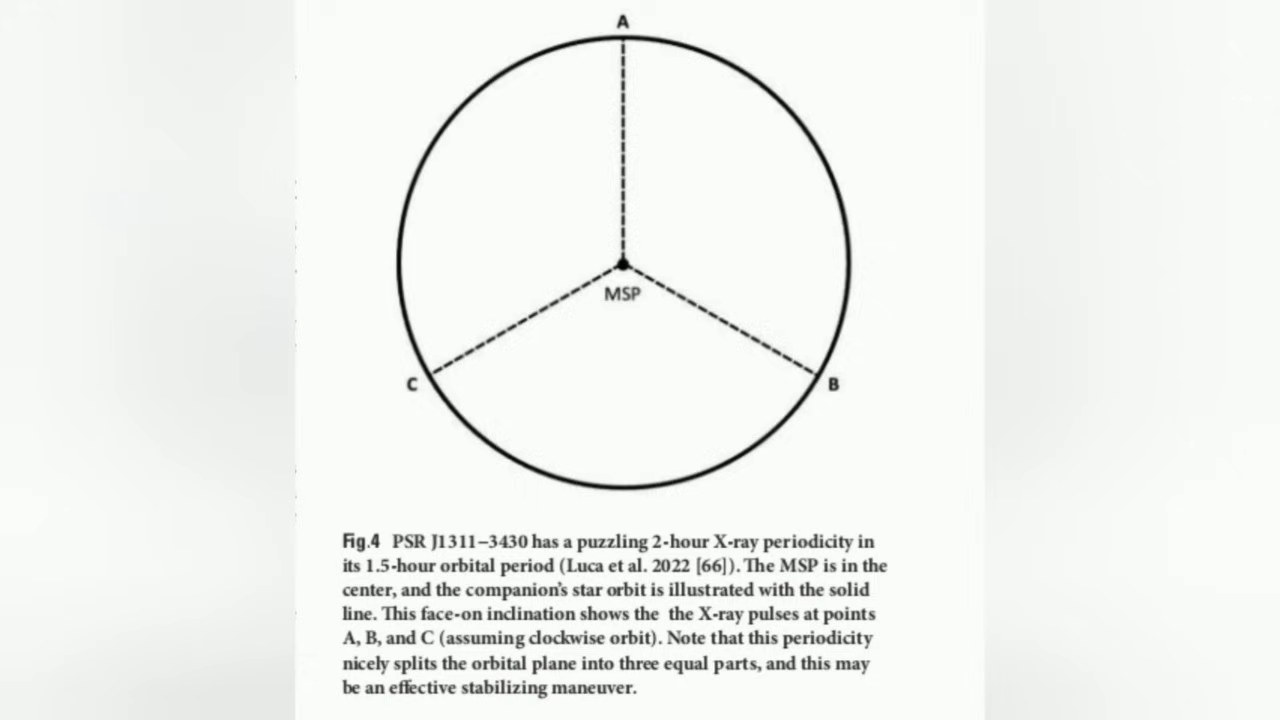 A
MSP
C
B
Fig.4 PSR J1311–3430 has a puzzling 2-hour X-ray periodicity in
its 1.5-hour orbital period (Luca et al. 2022 [66]). The MSP is in the
center, and the companion's star orbit is illustrated with the solid
line. This face-on inclination shows the the X-ray pulses at points
A, B, and C (assuming clockwise orbit). Note that this periodicity
nicely splits the orbital plane into three equal parts, and this may
be an effective stabilizing maneuver.